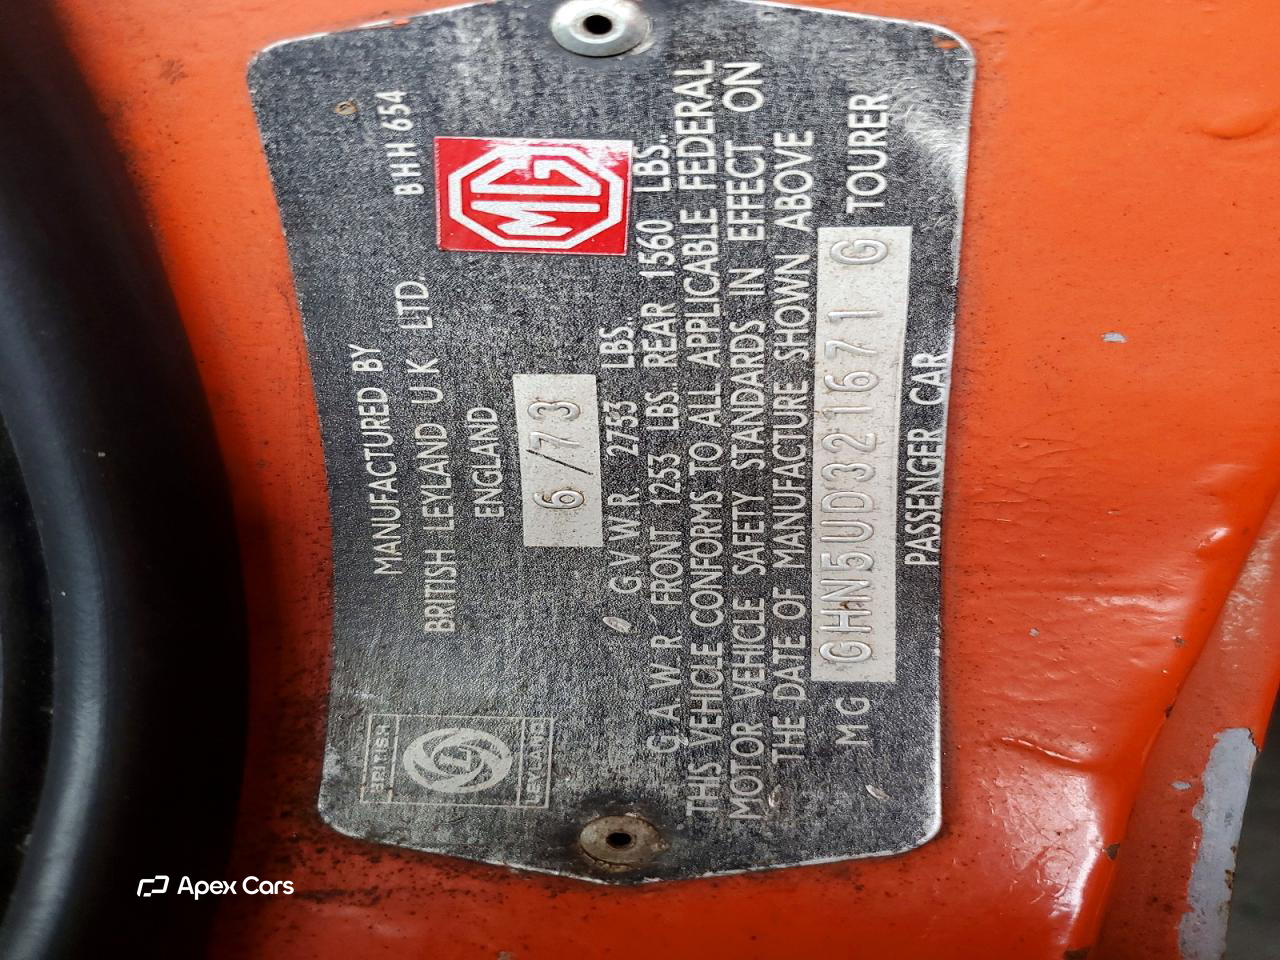 BHH 654
MANUFACTURED BY
BRITISH LEYLAND U K LTD.
ENGLAND
MG
BRITISH
L
LEYLAND
6/73
G V W R 2753 LBS.
G A W R FRONT 1253 LBS.. REAR 1560 LBS..
THIS VEHICLE CONFORMS TO ALL APPLICABLE FEDERAL
MOTOR VEHICLE SAFETY STANDARDS IN EFFECT ON
THE DATE OF MANUFACTURE SHOWN ABOVE
MG GHN5UD321671 G TOURER
PASSENGER CAR
Apex Cars